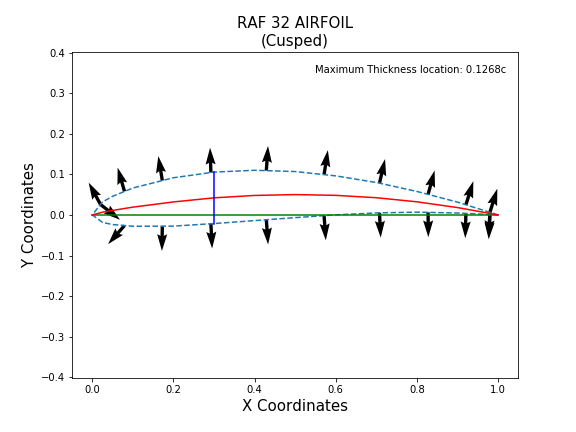 RAF 32 AIRFOIL
(Cusped)
Maximum Thickness location: 0.1268c
0.4
0.3
0.2
0.1
0.0
−0.1
−0.2
−0.3
−0.4
Y Coordinates
0.0 0.2 0.4 0.6 0.8 1.0
X Coordinates